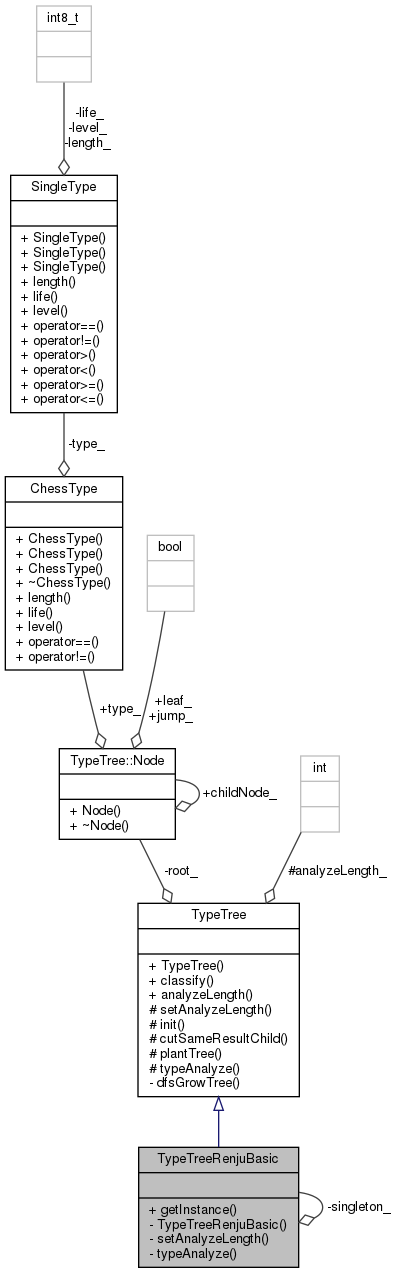 int8_t
-life_
-level_
-length_
SingleType
+ SingleType()
+ SingleType()
+ SingleType()
+ length()
+ life()
+ level()
+ operator==()
+ operator!=()
+ operator>()
+ operator<()
+ operator>=()
+ operator<=()
-type_
ChessType
+ ChessType()
+ ChessType()
+ ChessType()
+ ~ChessType()
+ length()
+ life()
+ level()
+ operator==()
+ operator!=()
bool
+type_
+leaf_
+jump_
TypeTree::Node
+ Node()
+ ~Node()
+childNode_
int
-root_
#analyzeLength_
TypeTree
+ TypeTree()
+ classify()
+ analyzeLength()
# setAnalyzeLength()
# init()
# cutSameResultChild()
# plantTree()
# typeAnalyze()
- dfsGrowTree()
TypeTreeRenjuBasic
+ getInstance()
- TypeTreeRenjuBasic()
- setAnalyzeLength()
- typeAnalyze()
-singleton_